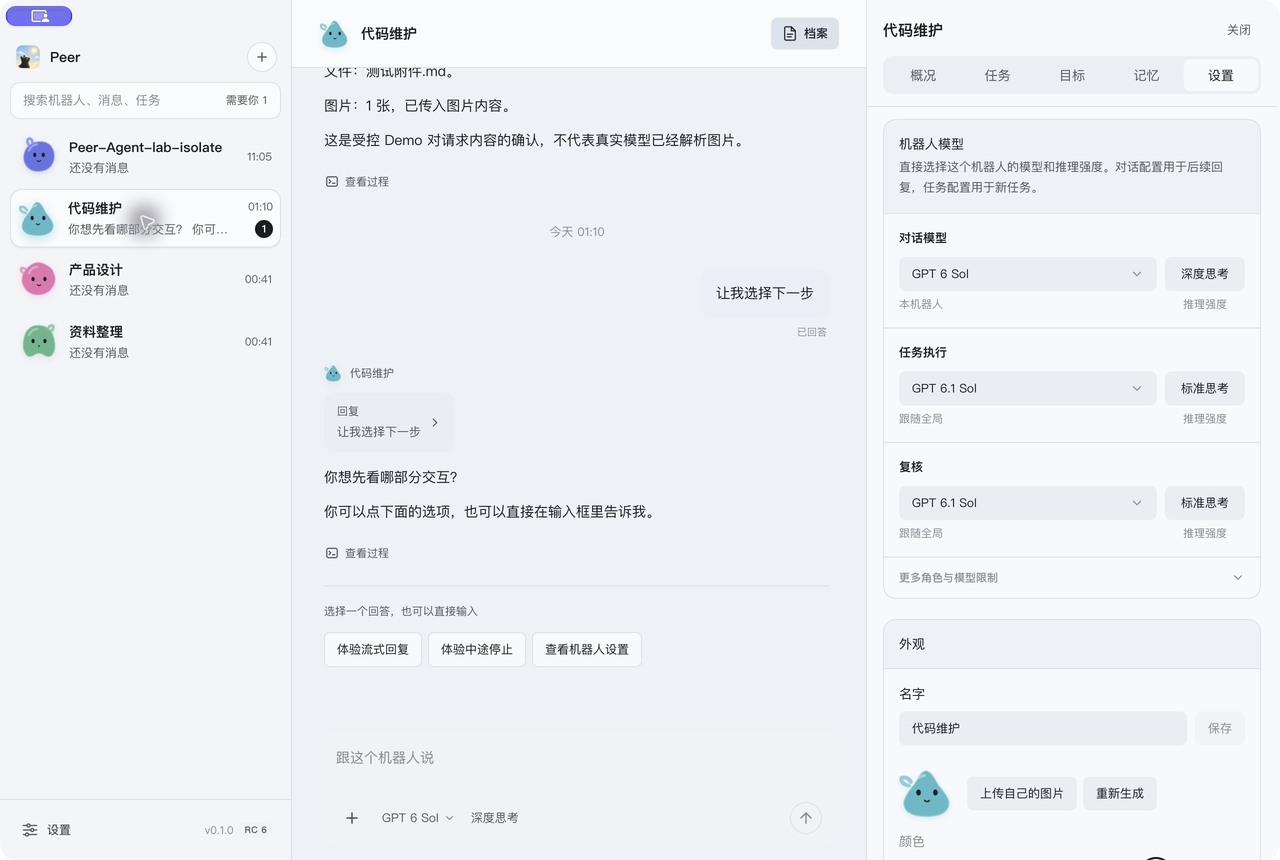 Peer
搜索机器人、消息、任务
需要你 1
Peer-Agent-lab-isolate
11:05
还没有消息
代码维护
01:10
你想先看哪部分交互? 你可...
1
产品设计
00:41
还没有消息
资料整理
00:41
还没有消息
设置
v0.1.0
RC 6
代码维护
档案
文件：测试附件.md。
图片：1 张，已传入图片内容。
这是受控 Demo 对请求内容的确认，不代表真实模型已经解析图片。
查看过程
今天 01:10
让我选择下一步
已回答
代码维护
回复
让我选择下一步
你想先看哪部分交互?
你可以点下面的选项，也可以直接在输入框里告诉我。
查看过程
选择一个回答，也可以直接输入
体验流式回复
体验中途停止
查看机器人设置
跟这个机器人说
GPT 6 Sol
深度思考
代码维护
关闭
概况
任务
目标
记忆
设置
机器人模型
直接选择这个机器人的模型和推理强度。对话配置用于后续回
复，任务配置用于新任务。
对话模型
GPT 6 Sol
深度思考
本机器人
推理强度
任务执行
GPT 6.1 Sol
标准思考
跟随全局
推理强度
复核
GPT 6.1 Sol
标准思考
跟随全局
推理强度
更多角色与模型限制
外观
名字
代码维护
保存
上传自己的图片
重新生成
颜色